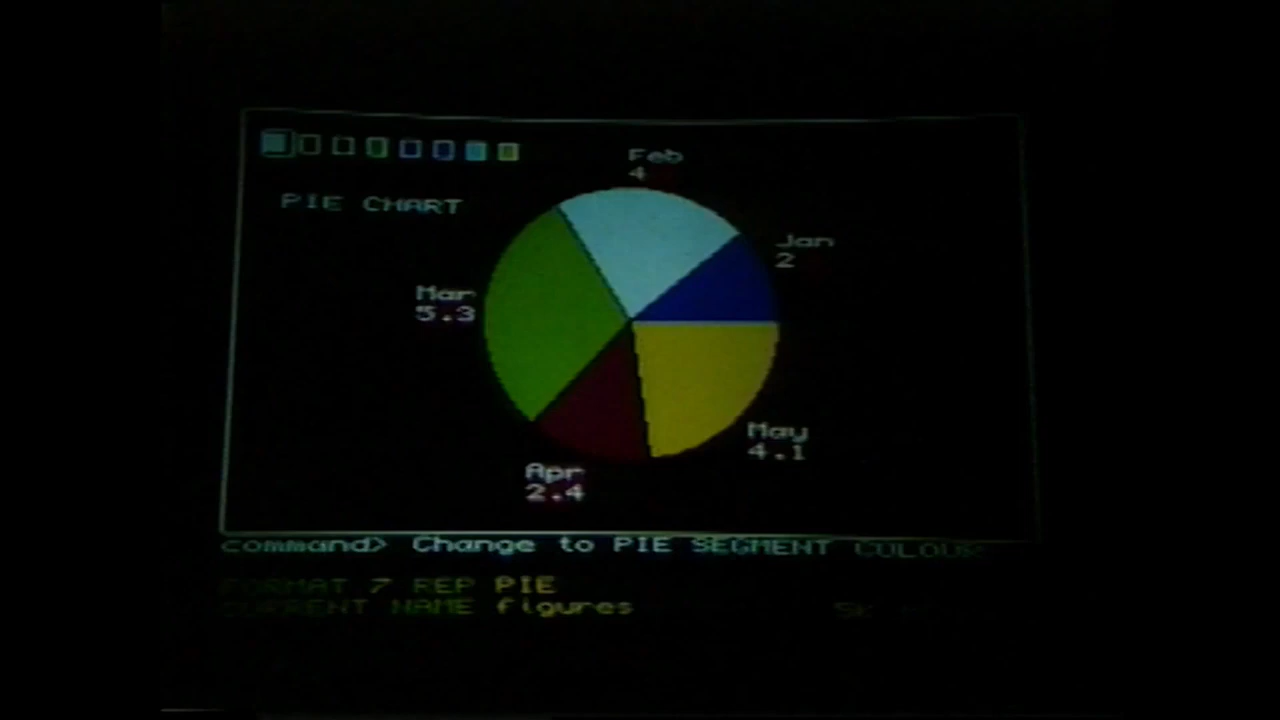 Feb
4
PIE CHART
Jan
2
Mar
5.3
May
4.1
Apr
2.4
command> Change to PIE SEGMENT COLOUR
FORMAT 7 REP PIE
CURRENT NAME figures